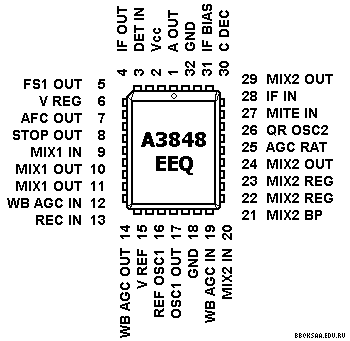 4 IF OUT
3 DET IN
2 Vcc
1 A OUT
32 GND
31 IF BIAS
30 C DEC
FS1 OUT 5
V REG 6
AFC OUT 7
STOP OUT 8
MIX1 IN 9
MIX1 OUT 10
MIX1 OUT 11
WB AGC IN 12
REC IN 13
A3848
EEQ
29 MIX2 OUT
28 IF IN
27 MITE IN
26 QR OSC2
25 AGC RAT
24 MIX2 OUT
23 MIX2 REG
22 MIX2 REG
21 MIX2 BP
WB AGC OUT 14
V REF 15
REF OSC1 16
OSC1 OUT 17
GND 18
WB AGC IN 19
MIX2 IN 20
BBCKSAA.EDU.RU